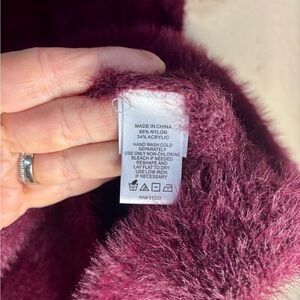 MADE IN CHINA
66% NYLON
34% ACRYLIC
HAND WASH COLD
SEPARATELY
USE ONLY NON-CHLORINE
BLEACH IF NEEDED
RESHAPE AND
LAY FLAT TO DRY
USE LOW IRON
IF NECESSARY
RN#